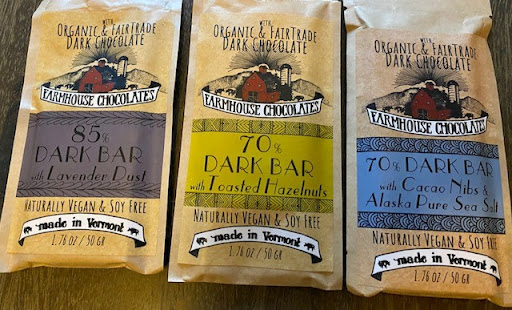 WITH
ORGANIC & FAIRTRADE
DARK CHOCOLATE
FARMHOUSE CHOCOLATES
85%
DARK BAR
with Lavender Dust
NATURALLY VEGAN & SOY FREE
made in Vermont
1.76 OZ / 50 GR
WITH
ORGANIC & FAIRTRADE
DARK CHOCOLATE
FARMHOUSE CHOCOLATES
70%
DARK BAR
with Toasted Hazelnuts
NATURALLY VEGAN & SOY FREE
made in Vermont
1.76 OZ / 50 GR
WITH
ORGANIC & FAIRTRADE
DARK CHOCOLATE
FARMHOUSE CHOCOLATES
70% DARK BAR
with Cacao Nibs &
Alaska Pure Sea Salt
NATURALLY VEGAN & SOY FREE
made in Vermont
1.76 OZ / 50 GR